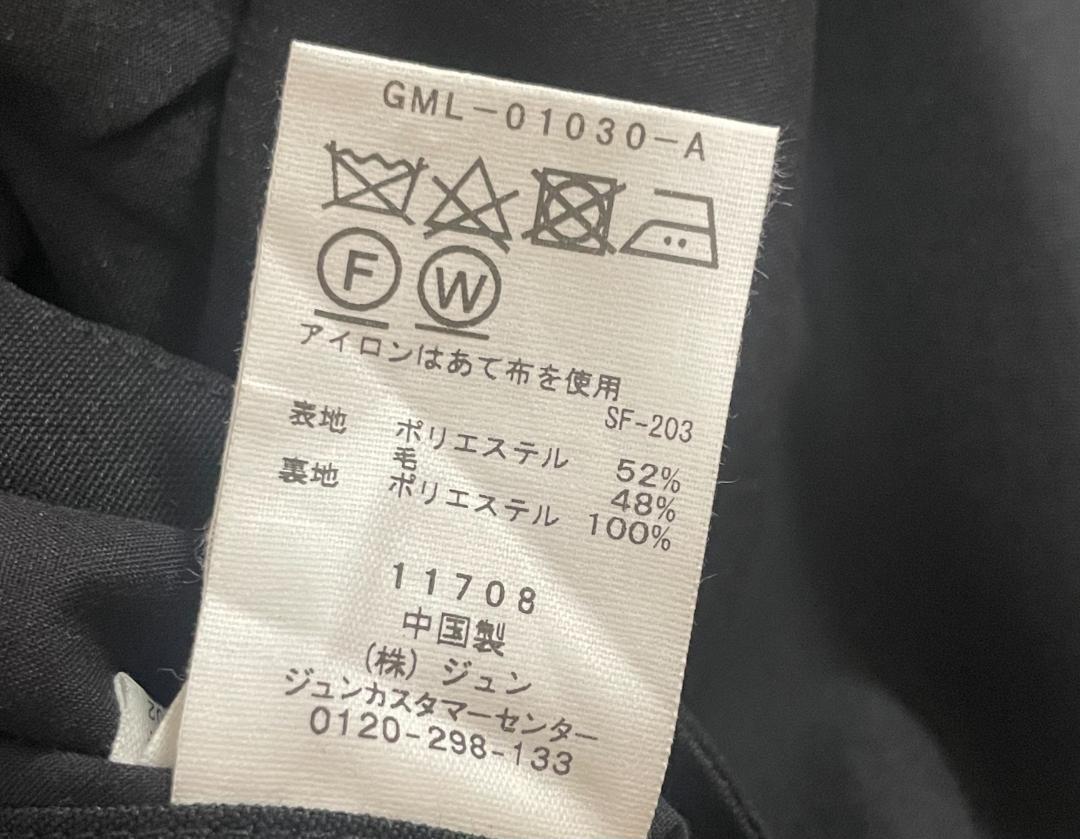 GML-01030-A
F W
アイロンはあて布を使用
SF-203
表地 ポリエステル 52%
毛 48%
裏地 ポリエステル 100%
11708
中国製
(株) ジュン
ジュンカスタマーセンター
0120-298-133